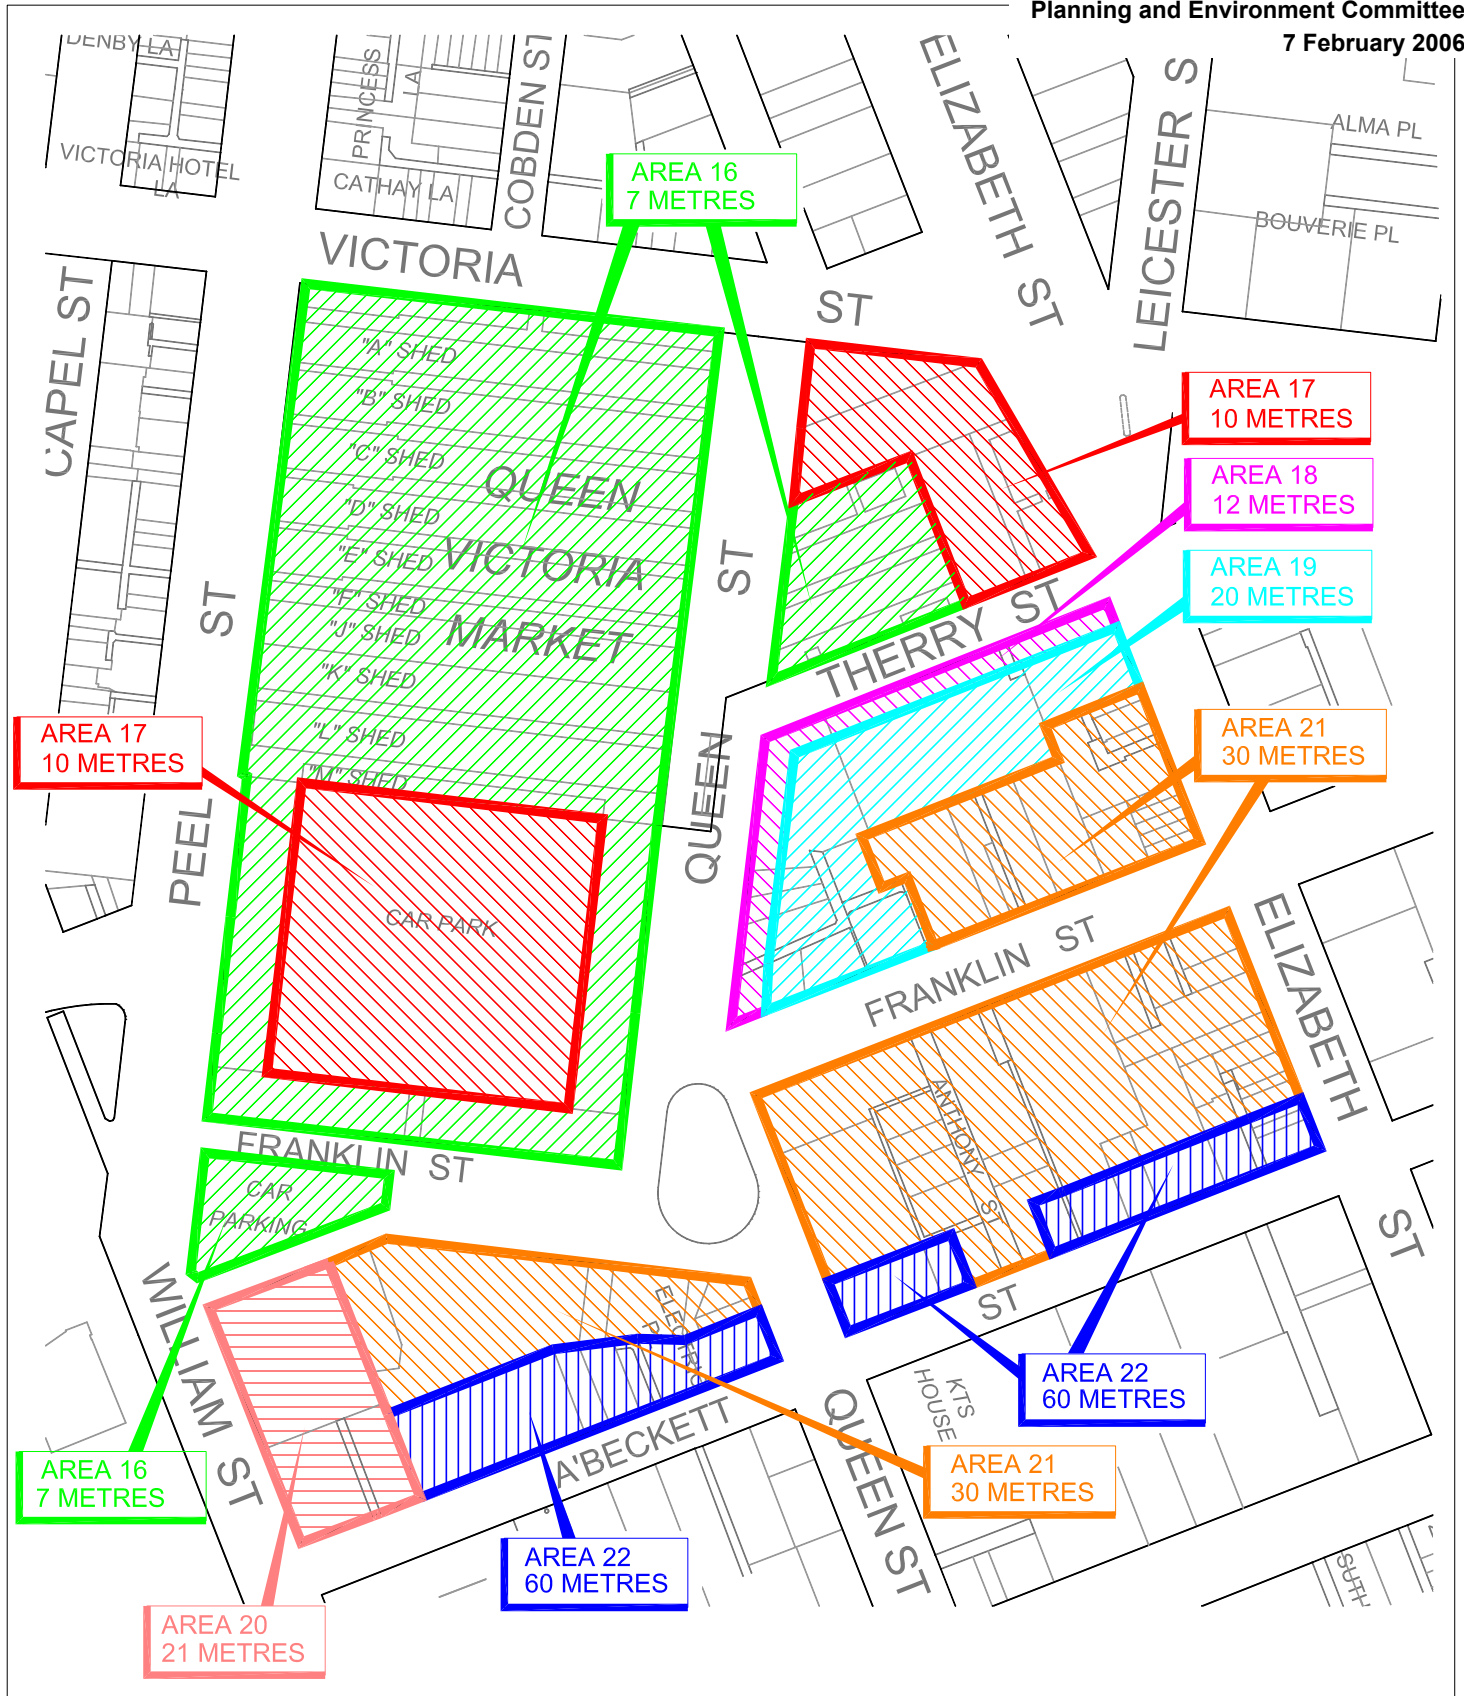 Planning and Environment Committee
7 February 2006
DENBY LA
PRINCESS
LA
COBDEN ST
ELIZABETH ST
LEICESTER S
ALMA PL
VICTORIA HOTEL
LA
CATHAY LA
AREA 16
7 METRES
BOUVERIE PL
VICTORIA
ST
CAPEL ST
"A" SHED
"B" SHED
"C" SHED
"D" SHED
"E" SHED
"F" SHED
"J" SHED
"K" SHED
"L" SHED
"M" SHED
QUEEN
VICTORIA
MARKET
AREA 17
10 METRES
AREA 18
12 METRES
AREA 19
20 METRES
ST
ST
THERRY ST
AREA 17
10 METRES
AREA 21
30 METRES
PEEL
QUEEN
CAR PARK
FRANKLIN ST
ELIZABETH
ANTHONY
ST
FRANKLIN ST
CAR
PARKING
ST
ST
WILLIAM ST
ELECTRIC
P
AREA 22
60 METRES
KTS
HOUSE
A'BECKETT
QUEEN ST
AREA 16
7 METRES
AREA 21
30 METRES
AREA 22
60 METRES
SUTH
AREA 20
21 METRES